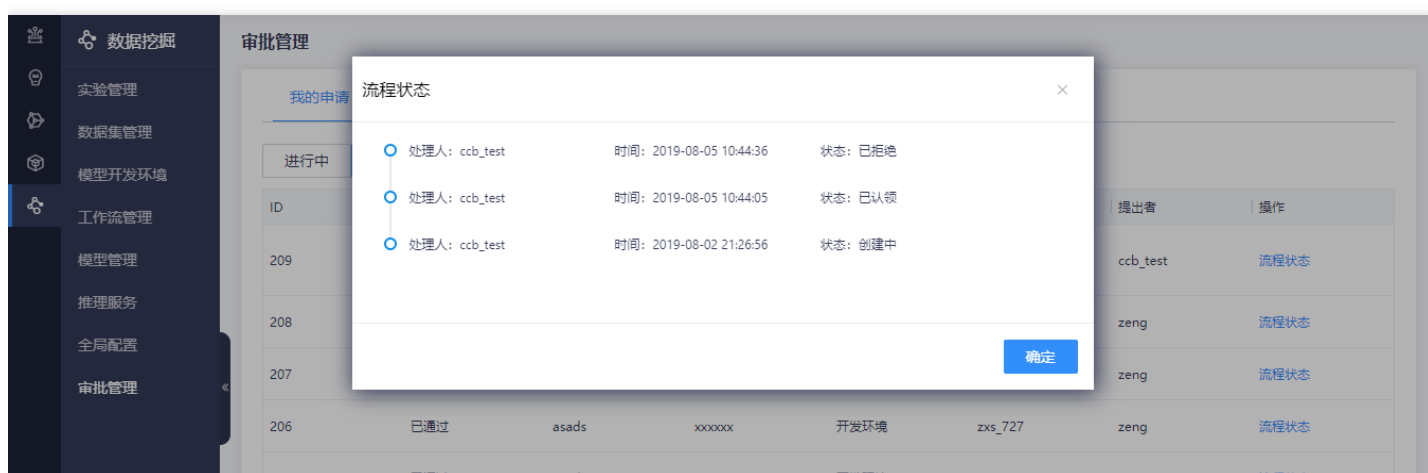 数据挖掘
实验管理
数据集管理
模型开发环境
工作流管理
模型管理
推理服务
全局配置
审批管理
审批管理
我的申请
进行中
流程状态
处理人：ccb_test 时间：2019-08-05 10:44:36 状态：已拒绝
处理人：ccb_test 时间：2019-08-05 10:44:05 状态：已认领
处理人：ccb_test 时间：2019-08-02 21:26:56 状态：创建中
确定
ID 提出者 操作
209 ccb_test 流程状态
208 zeng 流程状态
207 zeng 流程状态
206 已通过 asads xxxxxx 开发环境 zxs_727 zeng 流程状态